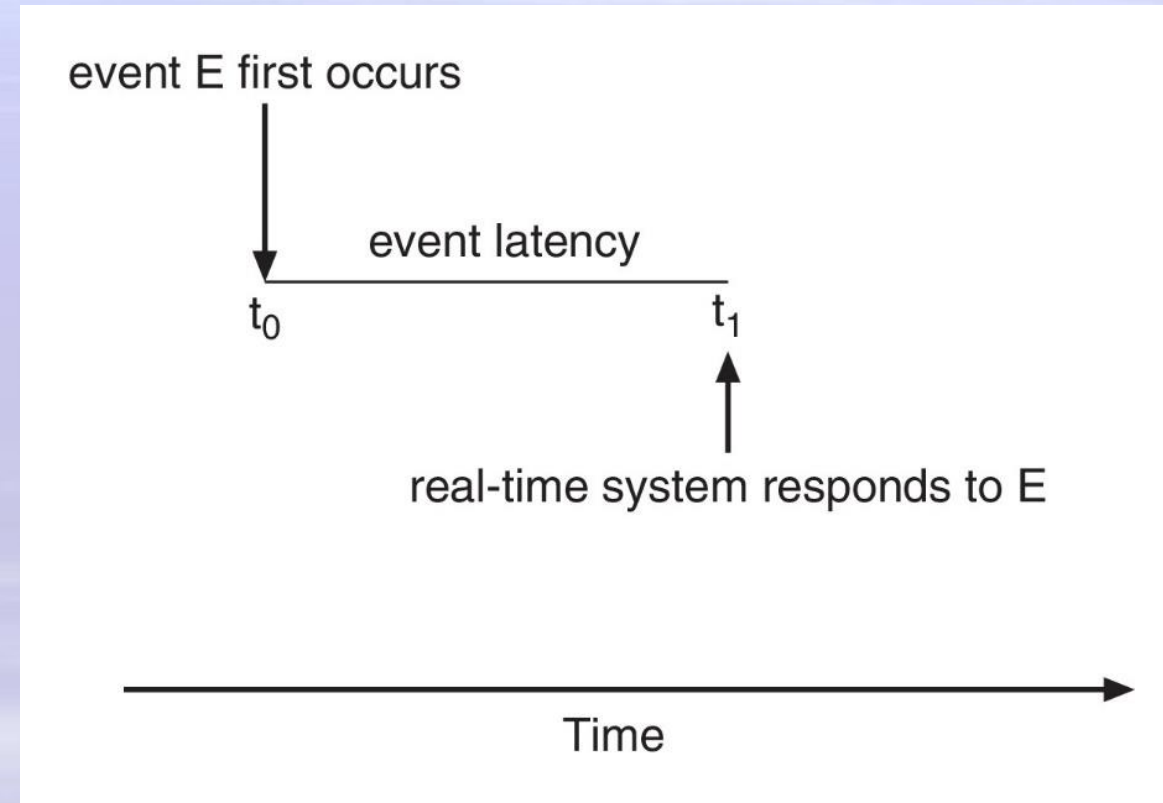 event E first occurs
event latency
t₀
t₁
real-time system responds to E
Time